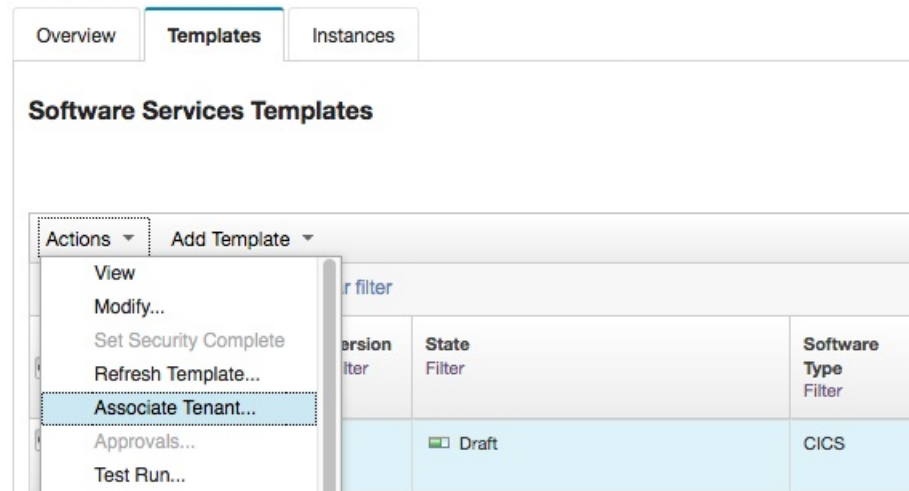 Overview Templates Instances
Software Services Templates
Actions Add Template
View
r filter
Modify...
Set Security Complete
ersion State Software
Refresh Template...
lter Filter Type
Filter
Associate Tenant...
Approvals...
Draft CICS
Test Run...